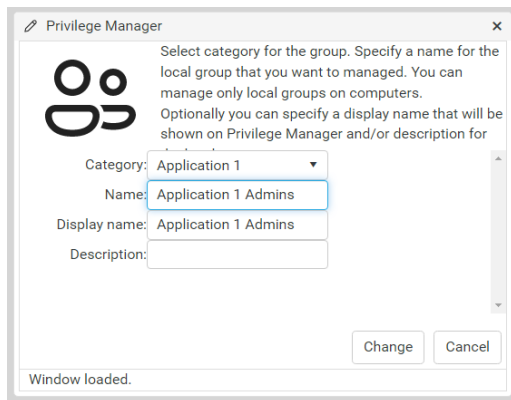 Privilege Manager
Select category for the group. Specify a name for the
local group that you want to managed. You can
manage only local groups on computers.
Optionally you can specify a display name that will be
shown on Privilege Manager and/or description for
Category: Application 1
Name: Application 1 Admins
Display name: Application 1 Admins
Description:
Change Cancel
Window loaded.